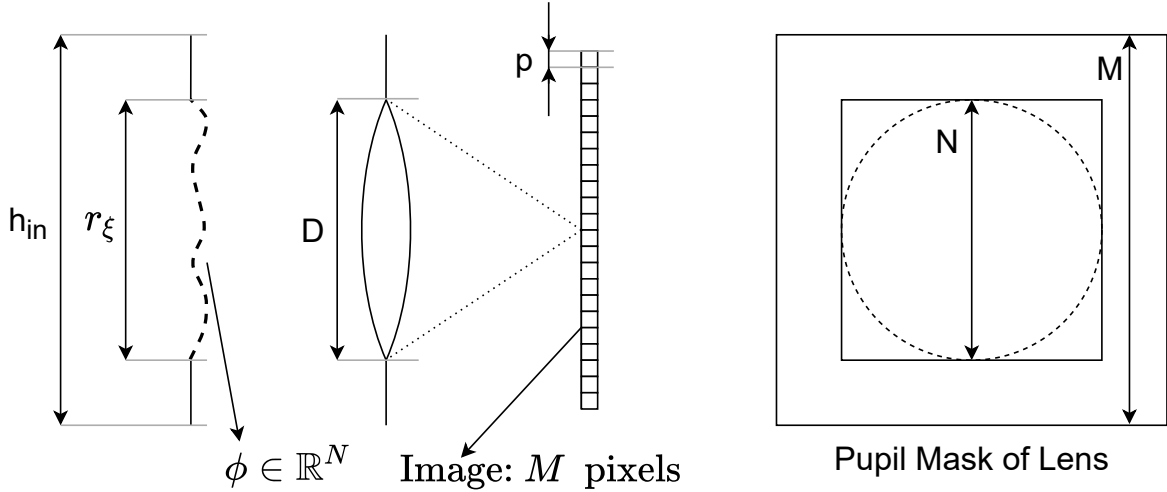 p
M
N
h_in
r_ξ
D
ϕ ∈ ℝ^N
Image: M pixels
Pupil Mask of Lens